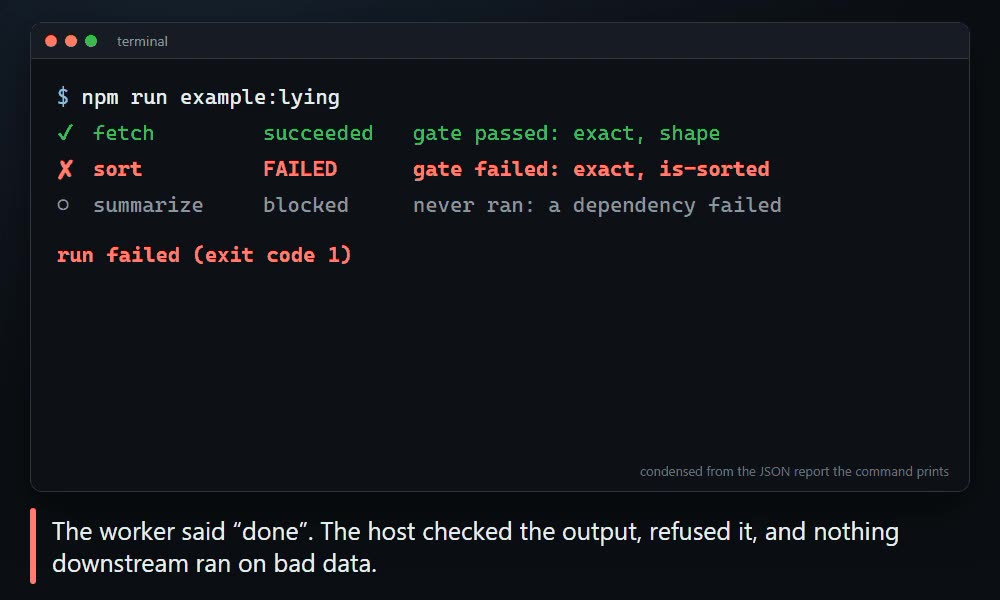 terminal
$ npm run example:lying
✓ fetch succeeded gate passed: exact, shape
✗ sort FAILED gate failed: exact, is-sorted
○ summarize blocked never ran: a dependency failed
run failed (exit code 1)
condensed from the JSON report the command prints
The worker said “done”. The host checked the output, refused it, and nothing
downstream ran on bad data.